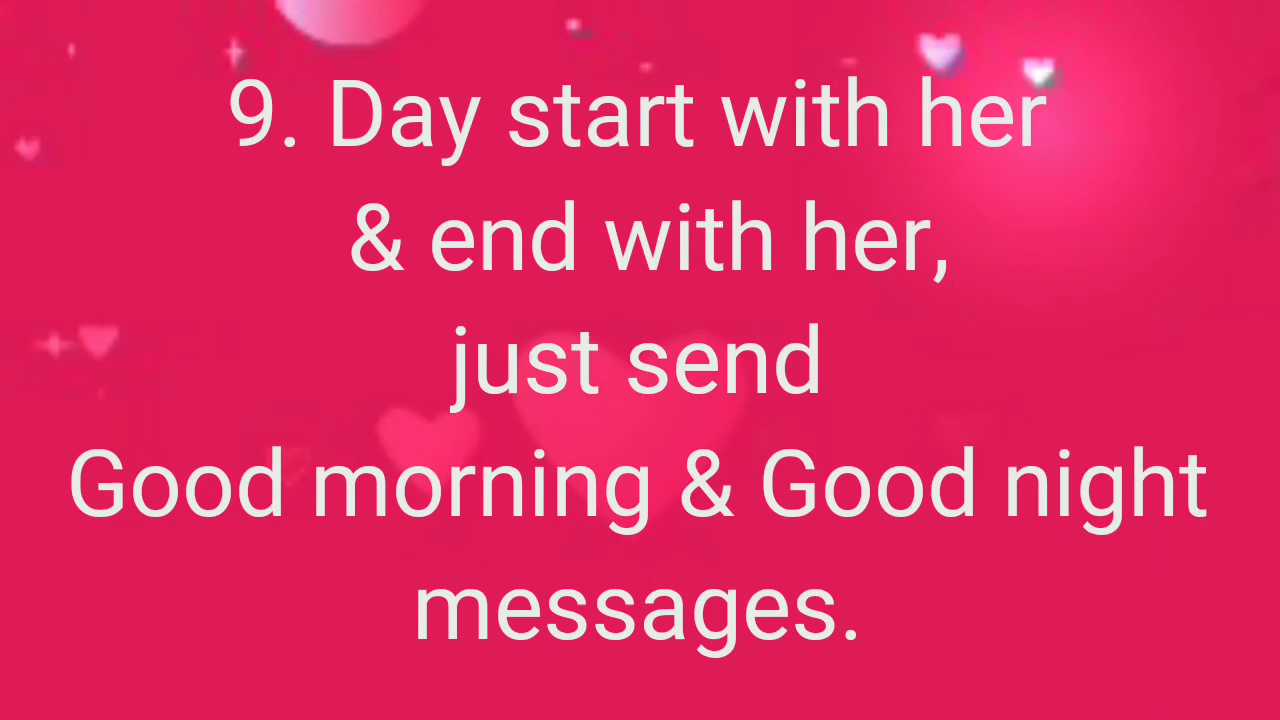 9. Day start with her
& end with her,
just send
Good morning & Good night
messages.